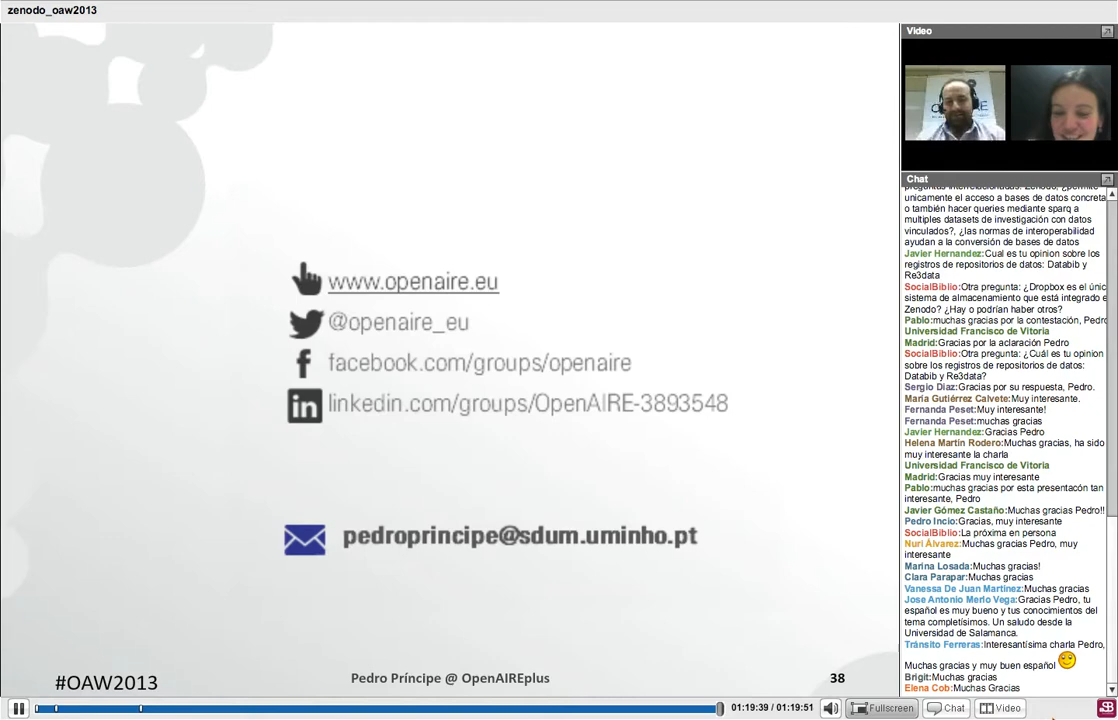 zenodo_oaw2013
www.openaire.eu
@openaire_eu
facebook.com/groups/openaire
linkedin.com/groups/OpenAIRE-3893548
pedroprincipe@sdum.uminho.pt
#OAW2013
Pedro Príncipe @ OpenAIREplus
38
01:19:39 / 01:19:51
Fullscreen
Chat
Video
Video
Chat
preguntas interrelacionadas. Zenodo, ¿permite
unicamente el acceso a bases de datos concreta
o también hacer queries mediante sparq a
multiples datasets de investigación con datos
vinculados?, ¿las normas de interoperabilidad
ayudan a la conversión de bases de datos
Javier Hernandez:Cual es tu opinion sobre los
registros de repositorios de datos: Databib y
Re3data
SocialBiblio:Otra pregunta: ¿Dropbox es el únic
sistema de almacenamiento que está integrado e
Zenodo? ¿Hay o podrían haber otros?
Pablo:muchas gracias por la contestación, Pedro
Universidad Francisco de Vitoria
Madrid:Gracias por la aclaración Pedro
SocialBiblio:Otra pregunta: ¿Cuál es tu opinion
sobre los registros de repositorios de datos:
Databib y Re3data?
Sergio Diaz:Gracias por su respuesta, Pedro.
María Gutiérrez Calvete:Muy interesante.
Fernanda Peset:Muy interesante!
Fernanda Peset:muchas gracias
Javier Hernandez:Gracias Pedro
Helena Martín Rodero:Muchas gracias, ha sido
muy interesante la charla
Universidad Francisco de Vitoria
Madrid:Gracias muy interesante
Pablo:muchas gracias por esta presentacón tan
interesante, Pedro
Javier Gómez Castaño:Muchas gracias Pedro!!
Pedro Incio:Gracias, muy interesante
SocialBiblio:La próxima en persona
Nuri Álvarez:Muchas gracias Pedro, muy
interesante
Marina Losada:Muchas gracias!
Clara Parapar:Muchas gracias
Vanessa De Juan Martinez:Muchas gracias
Jose Antonio Merlo Vega:Gracias Pedro, tu
español es muy bueno y tus conocimientos del
tema completísimos. Un saludo desde la
Universidad de Salamanca.
Tránsito Ferreras:Interesantísima charla Pedro,
Muchas gracias y muy buen español
Brigit:Muchas gracias
Elena Cob:Muchas Gracias